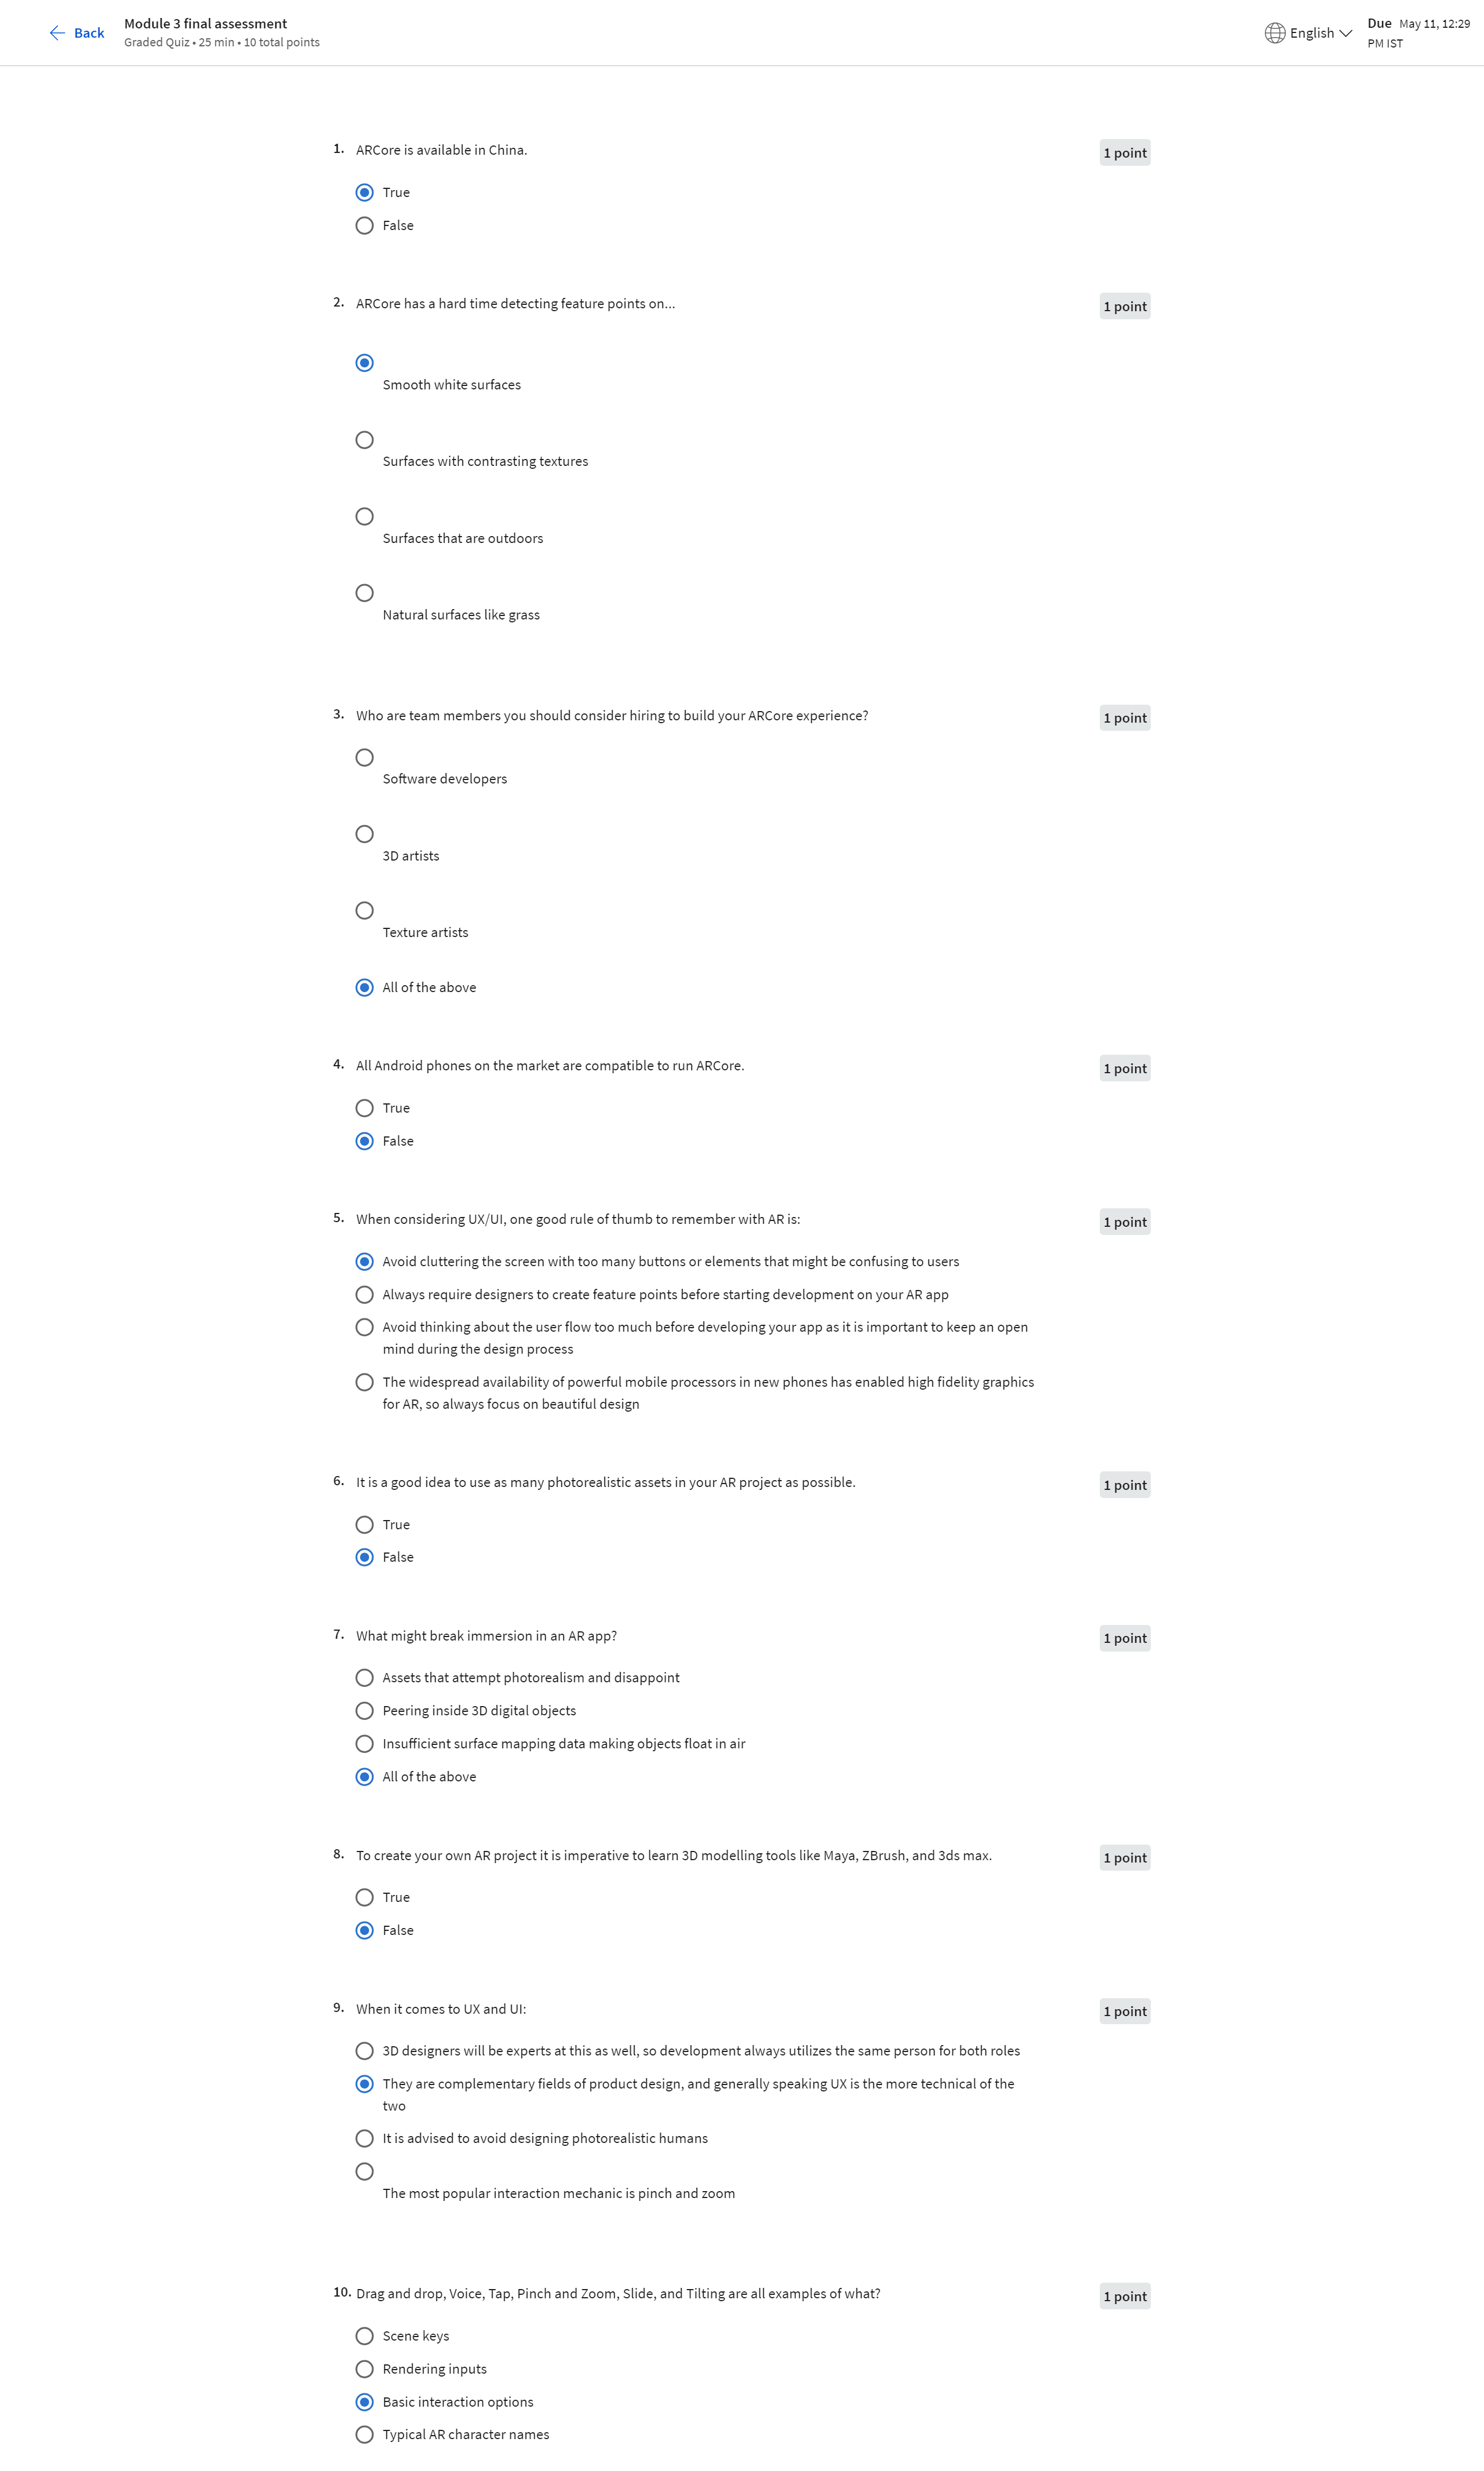 Back
Module 3 final assessment
Graded Quiz • 25 min • 10 total points
English
Due May 11, 12:29
PM IST
1. ARCore is available in China.
1 point
True
False
2. ARCore has a hard time detecting feature points on...
1 point
Smooth white surfaces
Surfaces with contrasting textures
Surfaces that are outdoors
Natural surfaces like grass
3. Who are team members you should consider hiring to build your ARCore experience?
1 point
Software developers
3D artists
Texture artists
All of the above
4. All Android phones on the market are compatible to run ARCore.
1 point
True
False
5. When considering UX/UI, one good rule of thumb to remember with AR is:
1 point
Avoid cluttering the screen with too many buttons or elements that might be confusing to users
Always require designers to create feature points before starting development on your AR app
Avoid thinking about the user flow too much before developing your app as it is important to keep an open
mind during the design process
The widespread availability of powerful mobile processors in new phones has enabled high fidelity graphics
for AR, so always focus on beautiful design
6. It is a good idea to use as many photorealistic assets in your AR project as possible.
1 point
True
False
7. What might break immersion in an AR app?
1 point
Assets that attempt photorealism and disappoint
Peering inside 3D digital objects
Insufficient surface mapping data making objects float in air
All of the above
8. To create your own AR project it is imperative to learn 3D modelling tools like Maya, ZBrush, and 3ds max.
1 point
True
False
9. When it comes to UX and UI:
1 point
3D designers will be experts at this as well, so development always utilizes the same person for both roles
They are complementary fields of product design, and generally speaking UX is the more technical of the
two
It is advised to avoid designing photorealistic humans
The most popular interaction mechanic is pinch and zoom
10. Drag and drop, Voice, Tap, Pinch and Zoom, Slide, and Tilting are all examples of what?
1 point
Scene keys
Rendering inputs
Basic interaction options
Typical AR character names